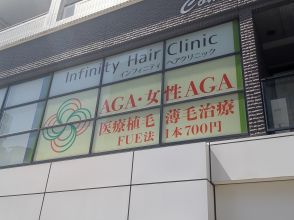 Infinity Hair Clinic
インフィニティ ヘアクリニック
AGA・女性AGA
医療植毛 薄毛治療
FUE法 1本700円